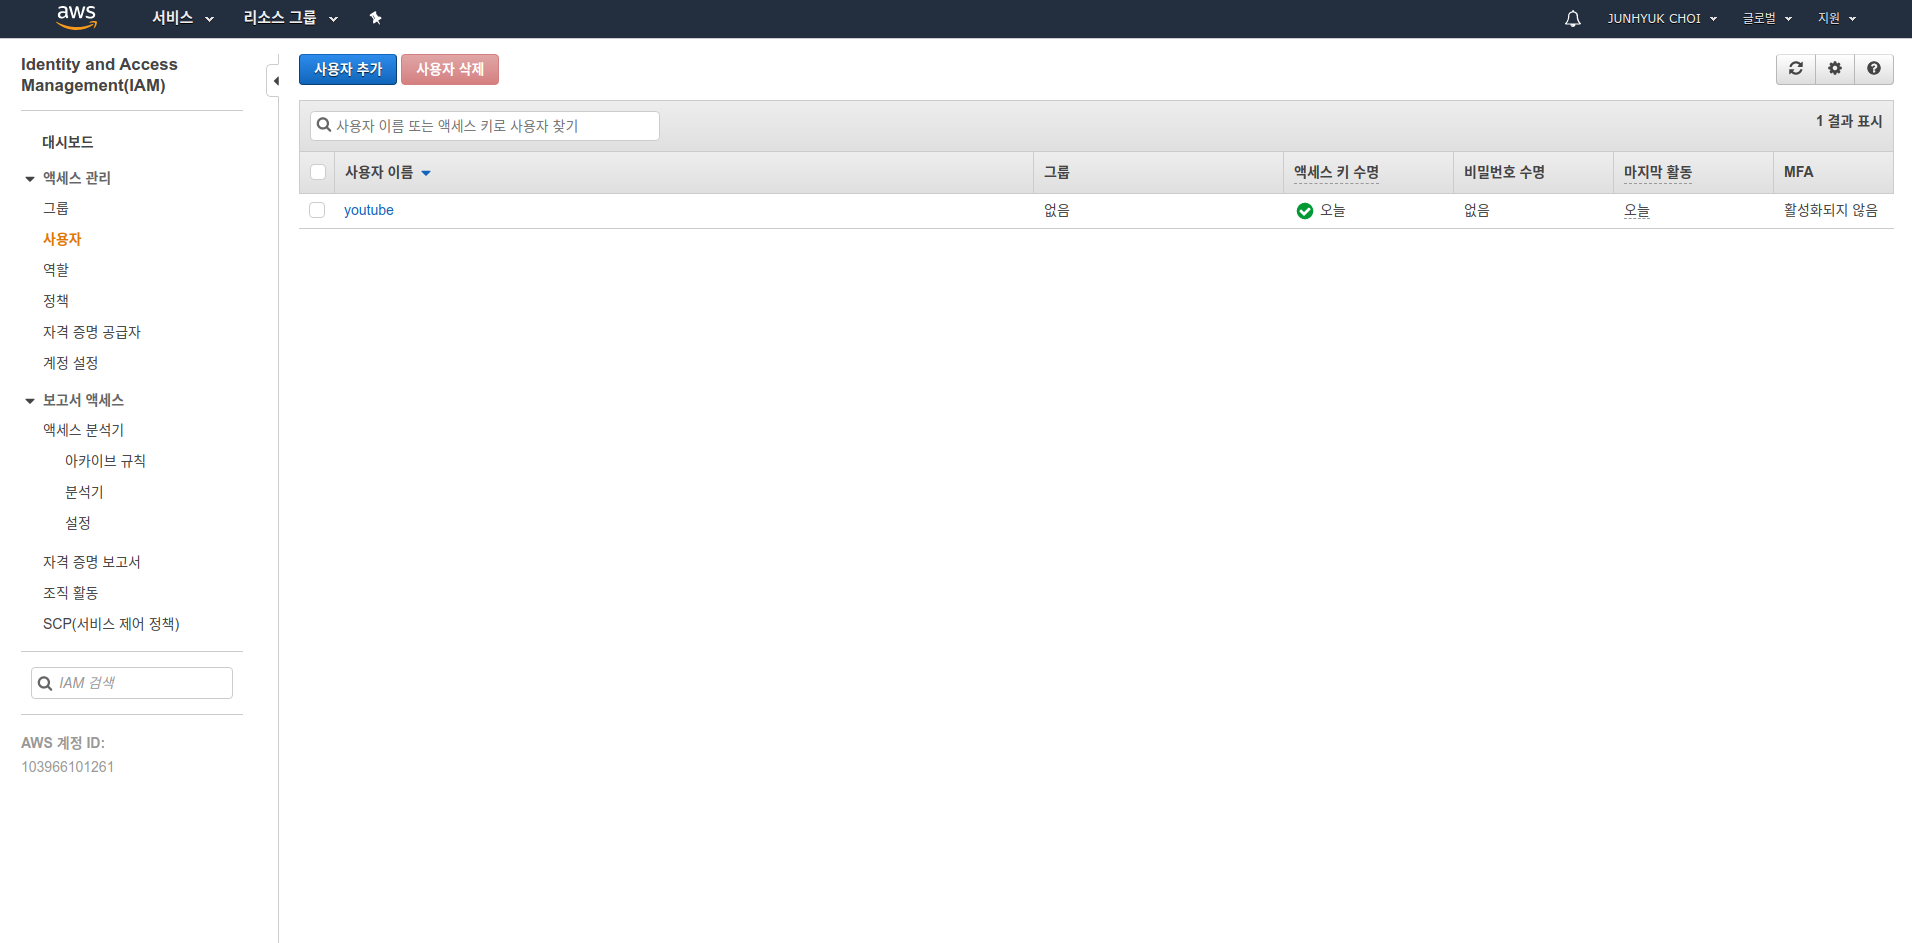 aws 서비스 리소스 그룹 JUNHYUK CHOI 글로벌 지원
Identity and Access
Management(IAM)
대시보드
액세스 관리
그룹
사용자
역할
정책
자격 증명 공급자
계정 설정
보고서 액세스
액세스 분석기
아카이브 규칙
분석기
설정
자격 증명 보고서
조직 활동
SCP(서비스 제어 정책)
IAM 검색
AWS 계정 ID:
103966101261
사용자 추가 사용자 삭제
사용자 이름 또는 액세스 키로 사용자 찾기 1 결과 표시
사용자 이름 그룹 액세스 키 수명 비밀번호 수명 마지막 활동 MFA
youtube 없음 오늘 없음 오늘 활성화되지 않음